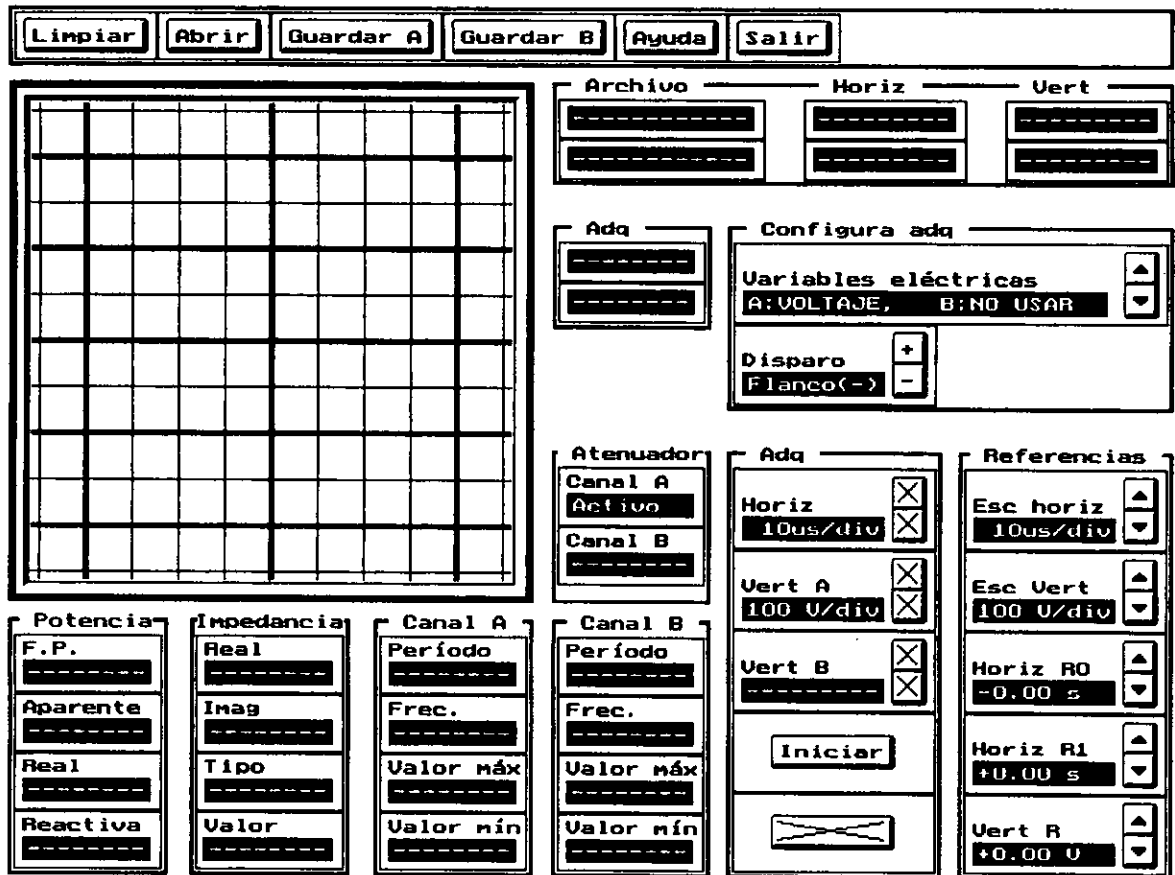 Limpiar Abrir Guardar A Guardar B Ayuda Salir
Archivo Horiz Vert
Adq
Configura adq
Variables eléctricas
A:VOLTAJE, B:NO USAR
Disparo
Flanco(-)
+
-
Atenuador
Canal A
Activo
Canal B
Adq
Horiz
10us/div
Vert A
100 V/div
Vert B
Iniciar
Referencias
Esc horiz
10us/div
Esc Vert
100 V/div
Horiz R0
-0.00 s
Horiz R1
+0.00 s
Vert R
+0.00 V
Potencia
F.P.
Aparente
Real
Reactiva
Impedancia
Real
Imag
Tipo
Valor
Canal A
Período
Frec.
Valor máx
Valor mín
Canal B
Período
Frec.
Valor máx
Valor mín